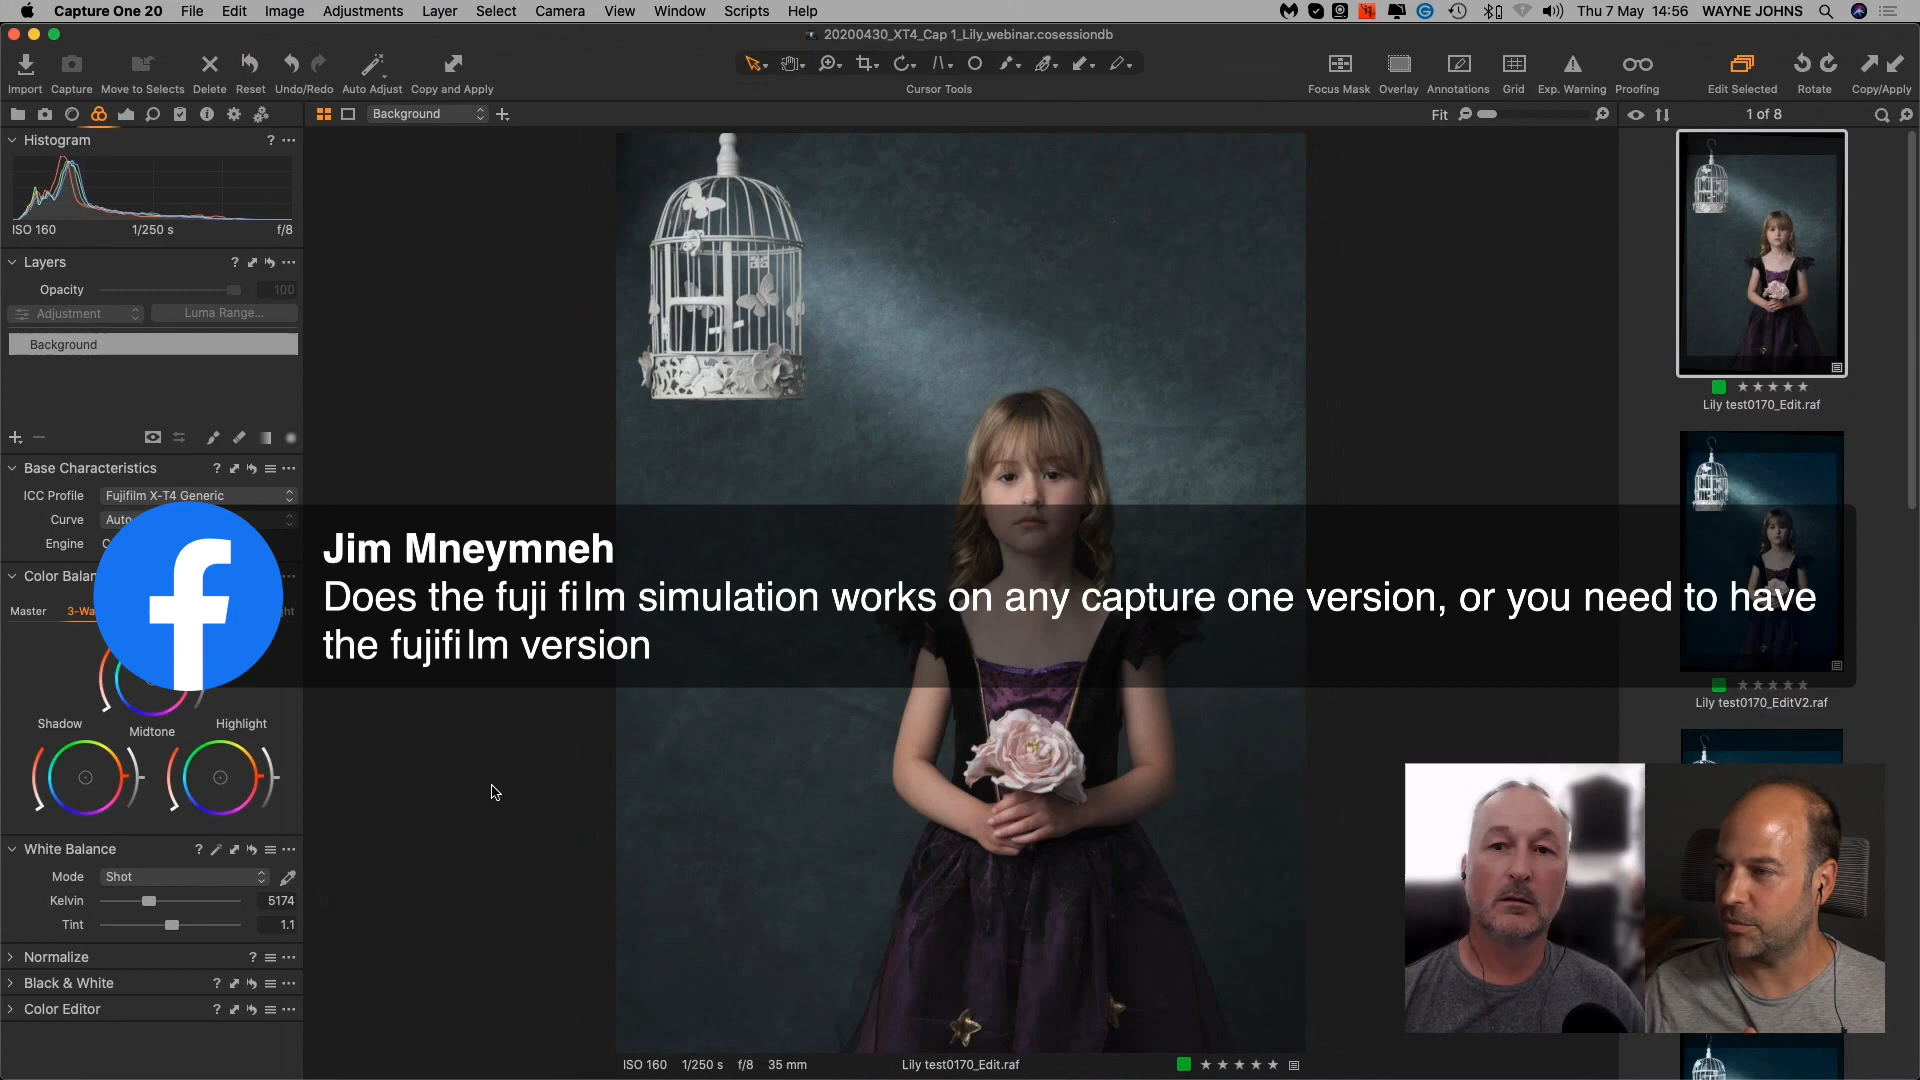 Capture One 20 File Edit Image Adjustments Layer Select Camera View Window Scripts Help
Thu 7 May 14:56 WAYNE JOHNS
20200430_XT4_Cap 1_Lily_webinar.cosessiondb
Import Capture Move to Selects Delete Reset Undo/Redo Auto Adjust Copy and Apply
Cursor Tools
Focus Mask Overlay Annotations Grid Exp. Warning Proofing Edit Selected Rotate Copy/Apply
Background
Fit
1 of 8
Histogram
ISO 160 1/250 s f/8
Layers
Opacity 100
Adjustment Luma Range...
Background
Base Characteristics
ICC Profile Fujifilm X-T4 Generic
Curve Auto
Engine
Color Balan
Master 3-Wa
Jim Mneymneh
Does the fuji film simulation works on any capture one version, or you need to have
the fujifilm version
Shadow Midtone Highlight
White Balance
Mode Shot
Kelvin 5174
Tint 1.1
Normalize
Black & White
Color Editor
Lily test0170_Edit.raf
Lily test0170_EditV2.raf
ISO 160 1/250 s f/8 35 mm Lily test0170_Edit.raf